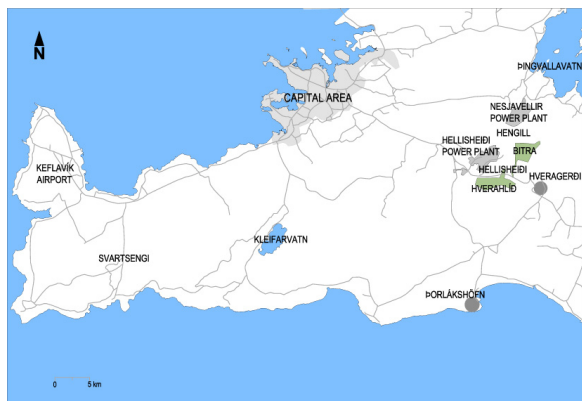 N
ÞINGVALLAVATN
CAPITAL AREA
NESJAVELLIR
POWER PLANT
HENGILL
HELLISHEIÐI
POWER PLANT
BITRA
KEFLAVÍK
AIRPORT
HELLISHEIÐI
HVERAGERÐI
HVERAHLÍÐ
KLEIFARVATN
SVARTSENGI
ÞORLÁKSHÖFN
0 5 km